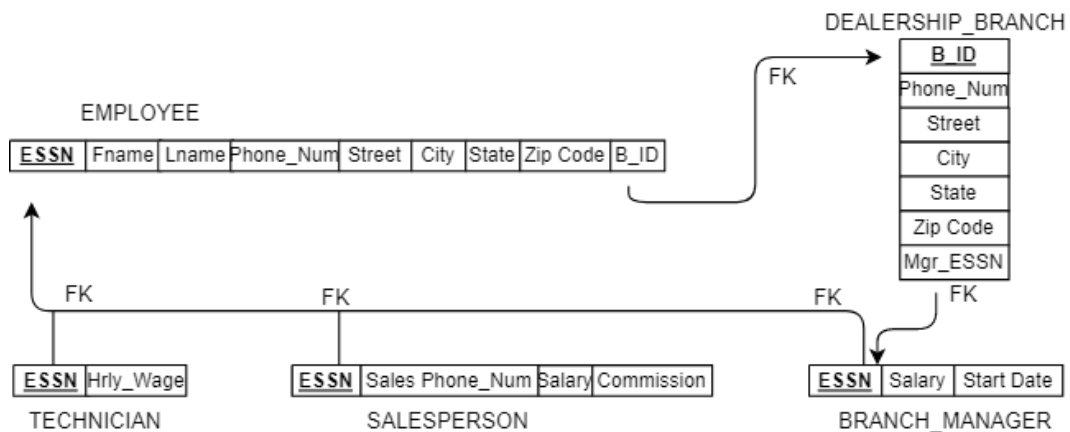 DEALERSHIP_BRANCH
B_ID
Phone_Num
Street
City
State
Zip Code
Mgr_ESSN
FK
FK
EMPLOYEE
ESSN Fname Lname Phone_Num Street City State Zip Code B_ID
FK FK FK
ESSN Hrly_Wage
TECHNICIAN
ESSN Sales Phone_Num Salary Commission
SALESPERSON
ESSN Salary Start Date
BRANCH_MANAGER